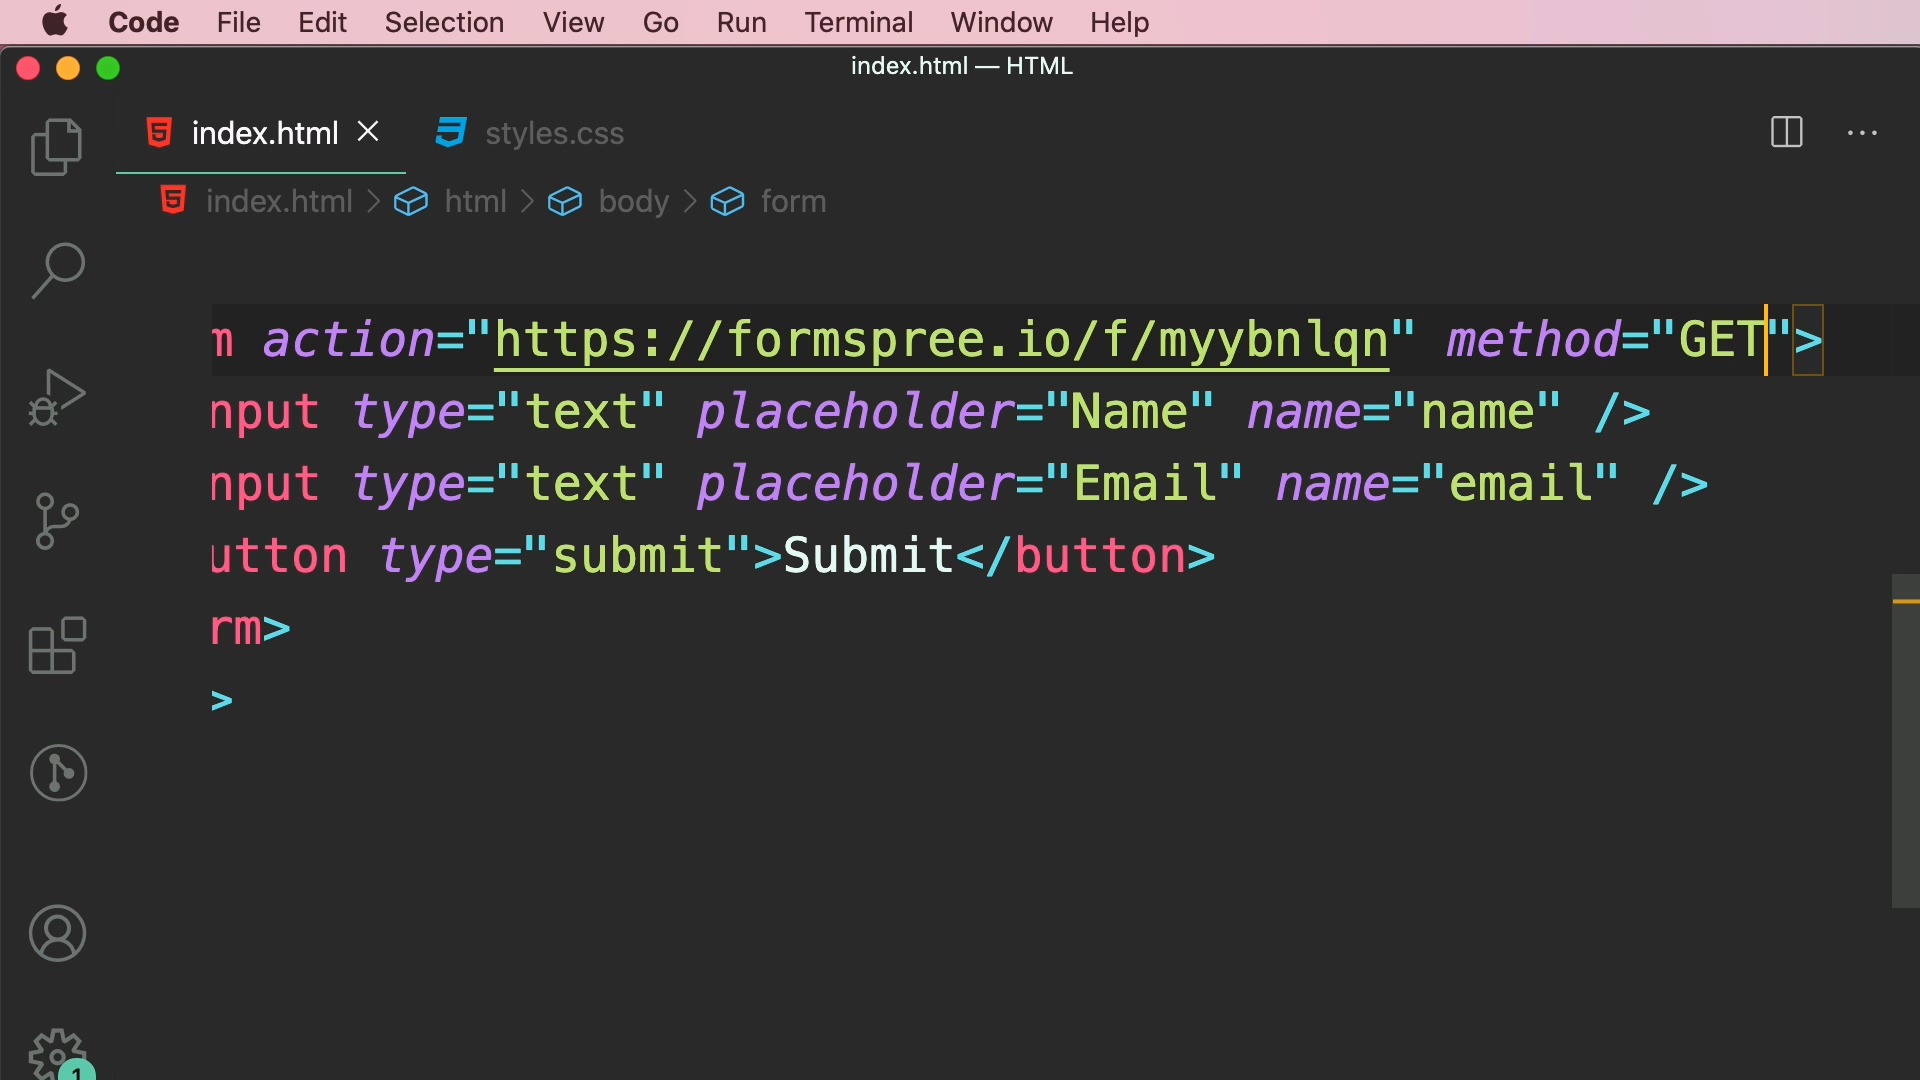 Code File Edit Selection View Go Run Terminal Window Help
index.html — HTML
index.html styles.css
index.html > html > body > form
m action="https://formspree.io/f/myybnlqn" method="GET">
nput type="text" placeholder="Name" name="name" />
nput type="text" placeholder="Email" name="email" />
utton type="submit">Submit</button>
rm>
>
1